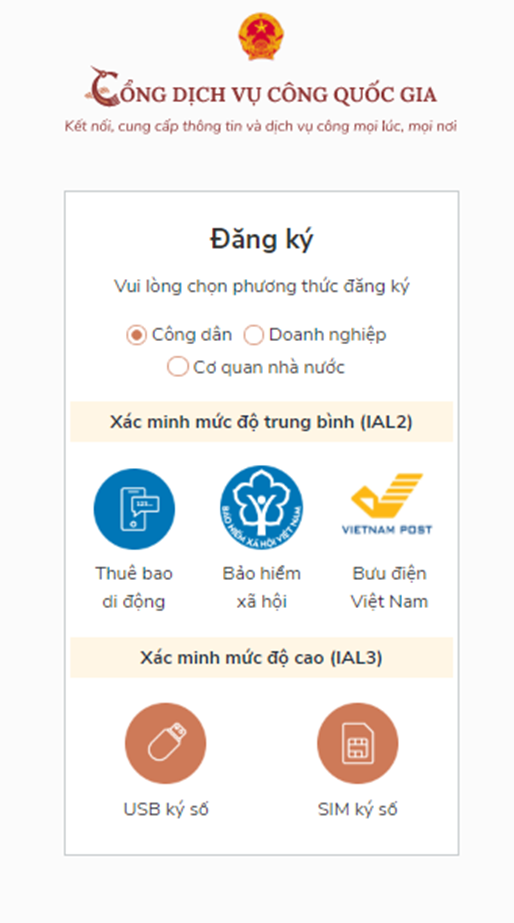 CỔNG DỊCH VỤ CÔNG QUỐC GIA
Kết nối, cung cấp thông tin và dịch vụ công mọi lúc, mọi nơi
Đăng ký
Vui lòng chọn phương thức đăng ký
Công dân Doanh nghiệp
Cơ quan nhà nước
Xác minh mức độ trung bình (IAL2)
123...
BẢO HIỂM XÃ HỘI VIỆT NAM
VIETNAM POST
Thuê bao Bảo hiểm Bưu điện
di động xã hội Việt Nam
Xác minh mức độ cao (IAL3)
USB ký số SIM ký số